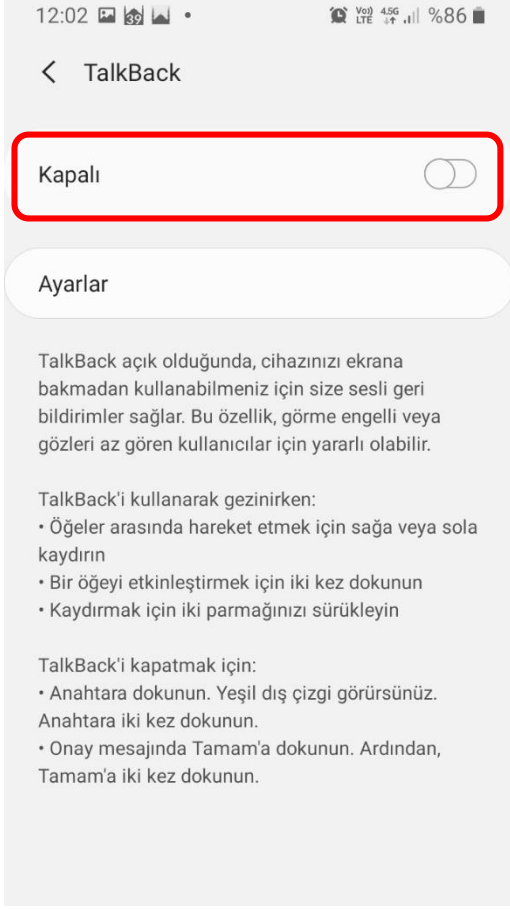 12:02 39 Vo)) LTE 4.5G %86
TalkBack
Kapalı
Ayarlar
TalkBack açık olduğunda, cihazınızı ekrana
bakmadan kullanabilmeniz için size sesli geri
bildirimler sağlar. Bu özellik, görme engelli veya
gözleri az gören kullanıcılar için yararlı olabilir.
TalkBack'i kullanarak gezinirken:
• Öğeler arasında hareket etmek için sağa veya sola
kaydırın
• Bir öğeyi etkinleştirmek için iki kez dokunun
• Kaydırmak için iki parmağınızı sürükleyin
TalkBack'i kapatmak için:
• Anahtara dokunun. Yeşil dış çizgi görürsünüz.
Anahtara iki kez dokunun.
• Onay mesajında Tamam'a dokunun. Ardından,
Tamam'a iki kez dokunun.